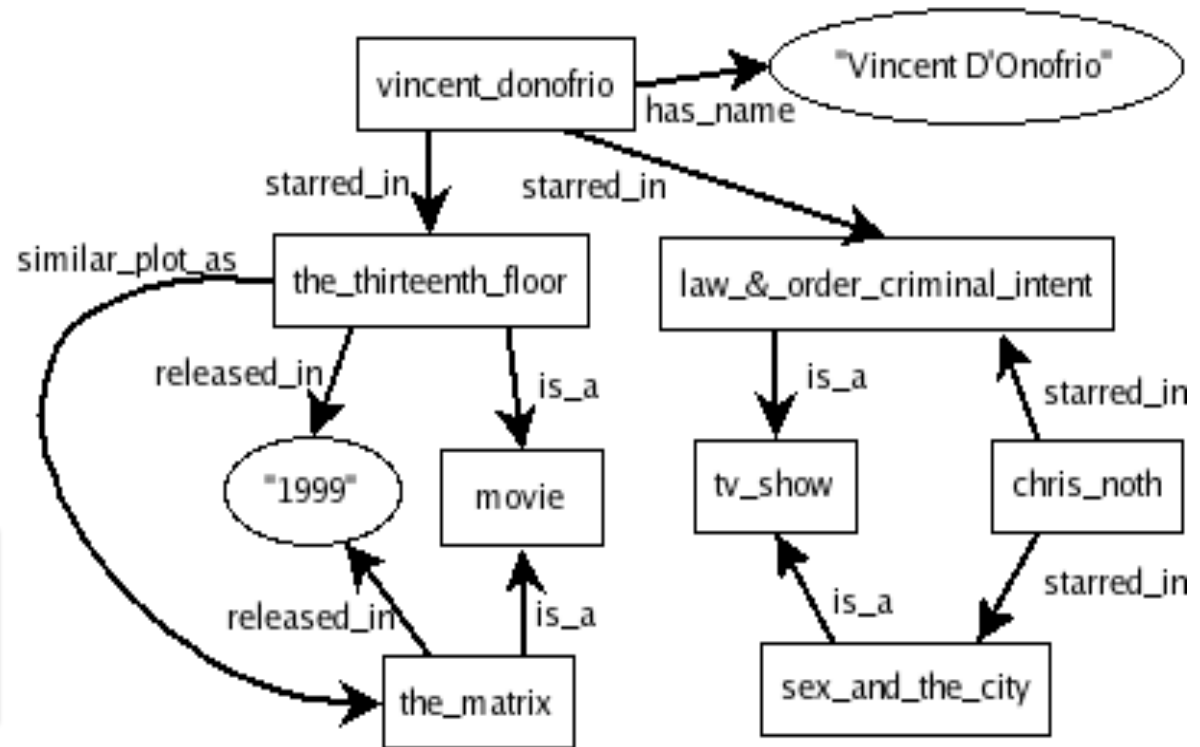 "Vincent D'Onofrio"
vincent_donofrio
has_name
starred_in
starred_in
similar_plot_as
the_thirteenth_floor
law_&_order_criminal_intent
released_in
is_a
is_a
starred_in
"1999"
movie
tv_show
chris_noth
released_in
is_a
is_a
starred_in
the_matrix
sex_and_the_city